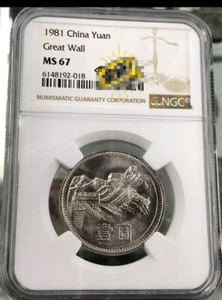 1981 China Yuan
Great Wall
MS 67
6148192-018
NUMISMATIC GUARANTY CORPORATION
NGC
壹圆